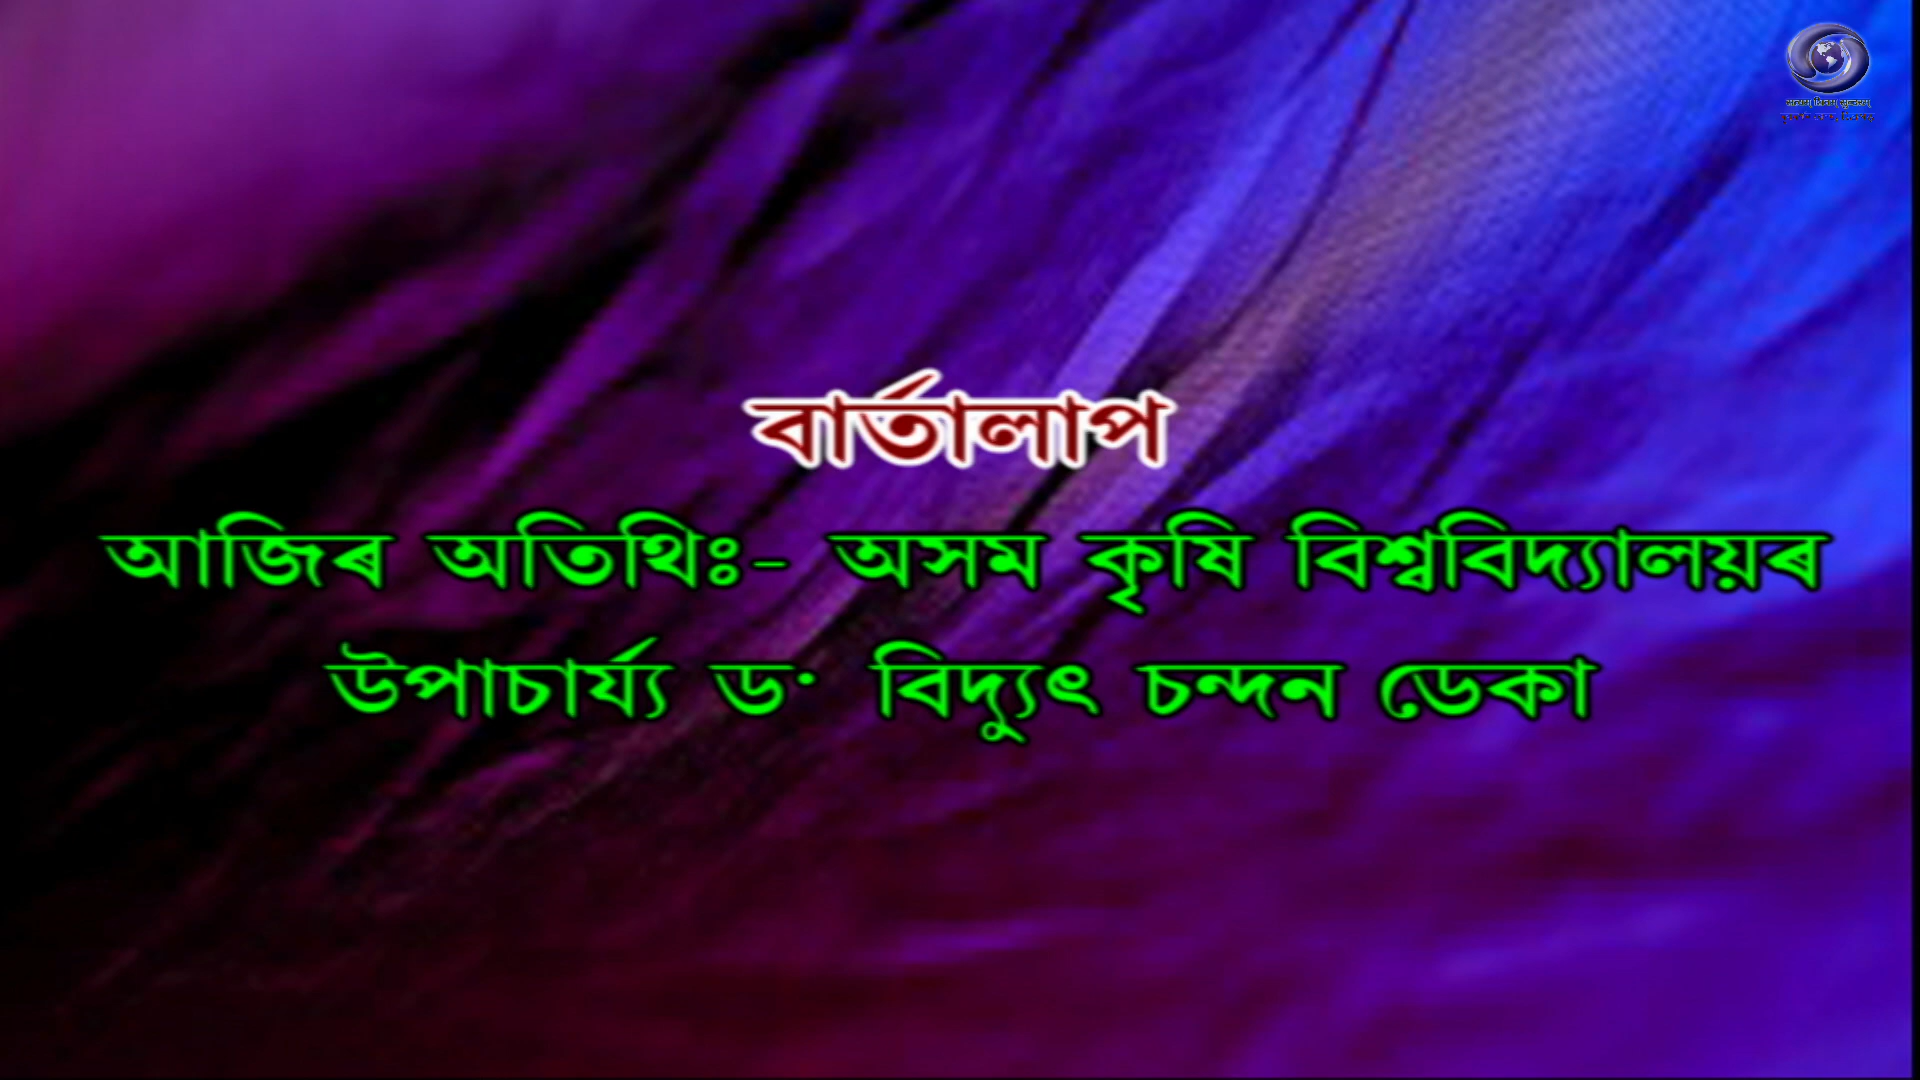 বাৰ্তালাপ
আজিৰ অতিথিঃ- অসম কৃষি বিশ্ববিদ্যালয়ৰ
উপাচাৰ্য্য ড° বিদ্যুৎ চন্দন ডেকা